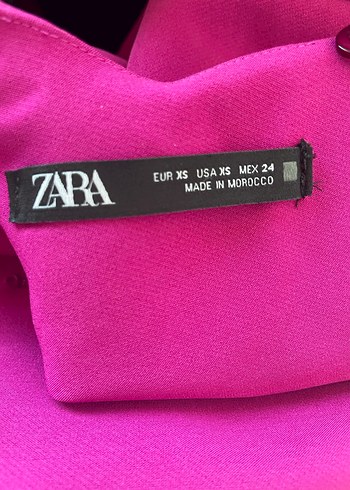 ZARA
EUR XS USA XS MEX 24
MADE IN MOROCCO